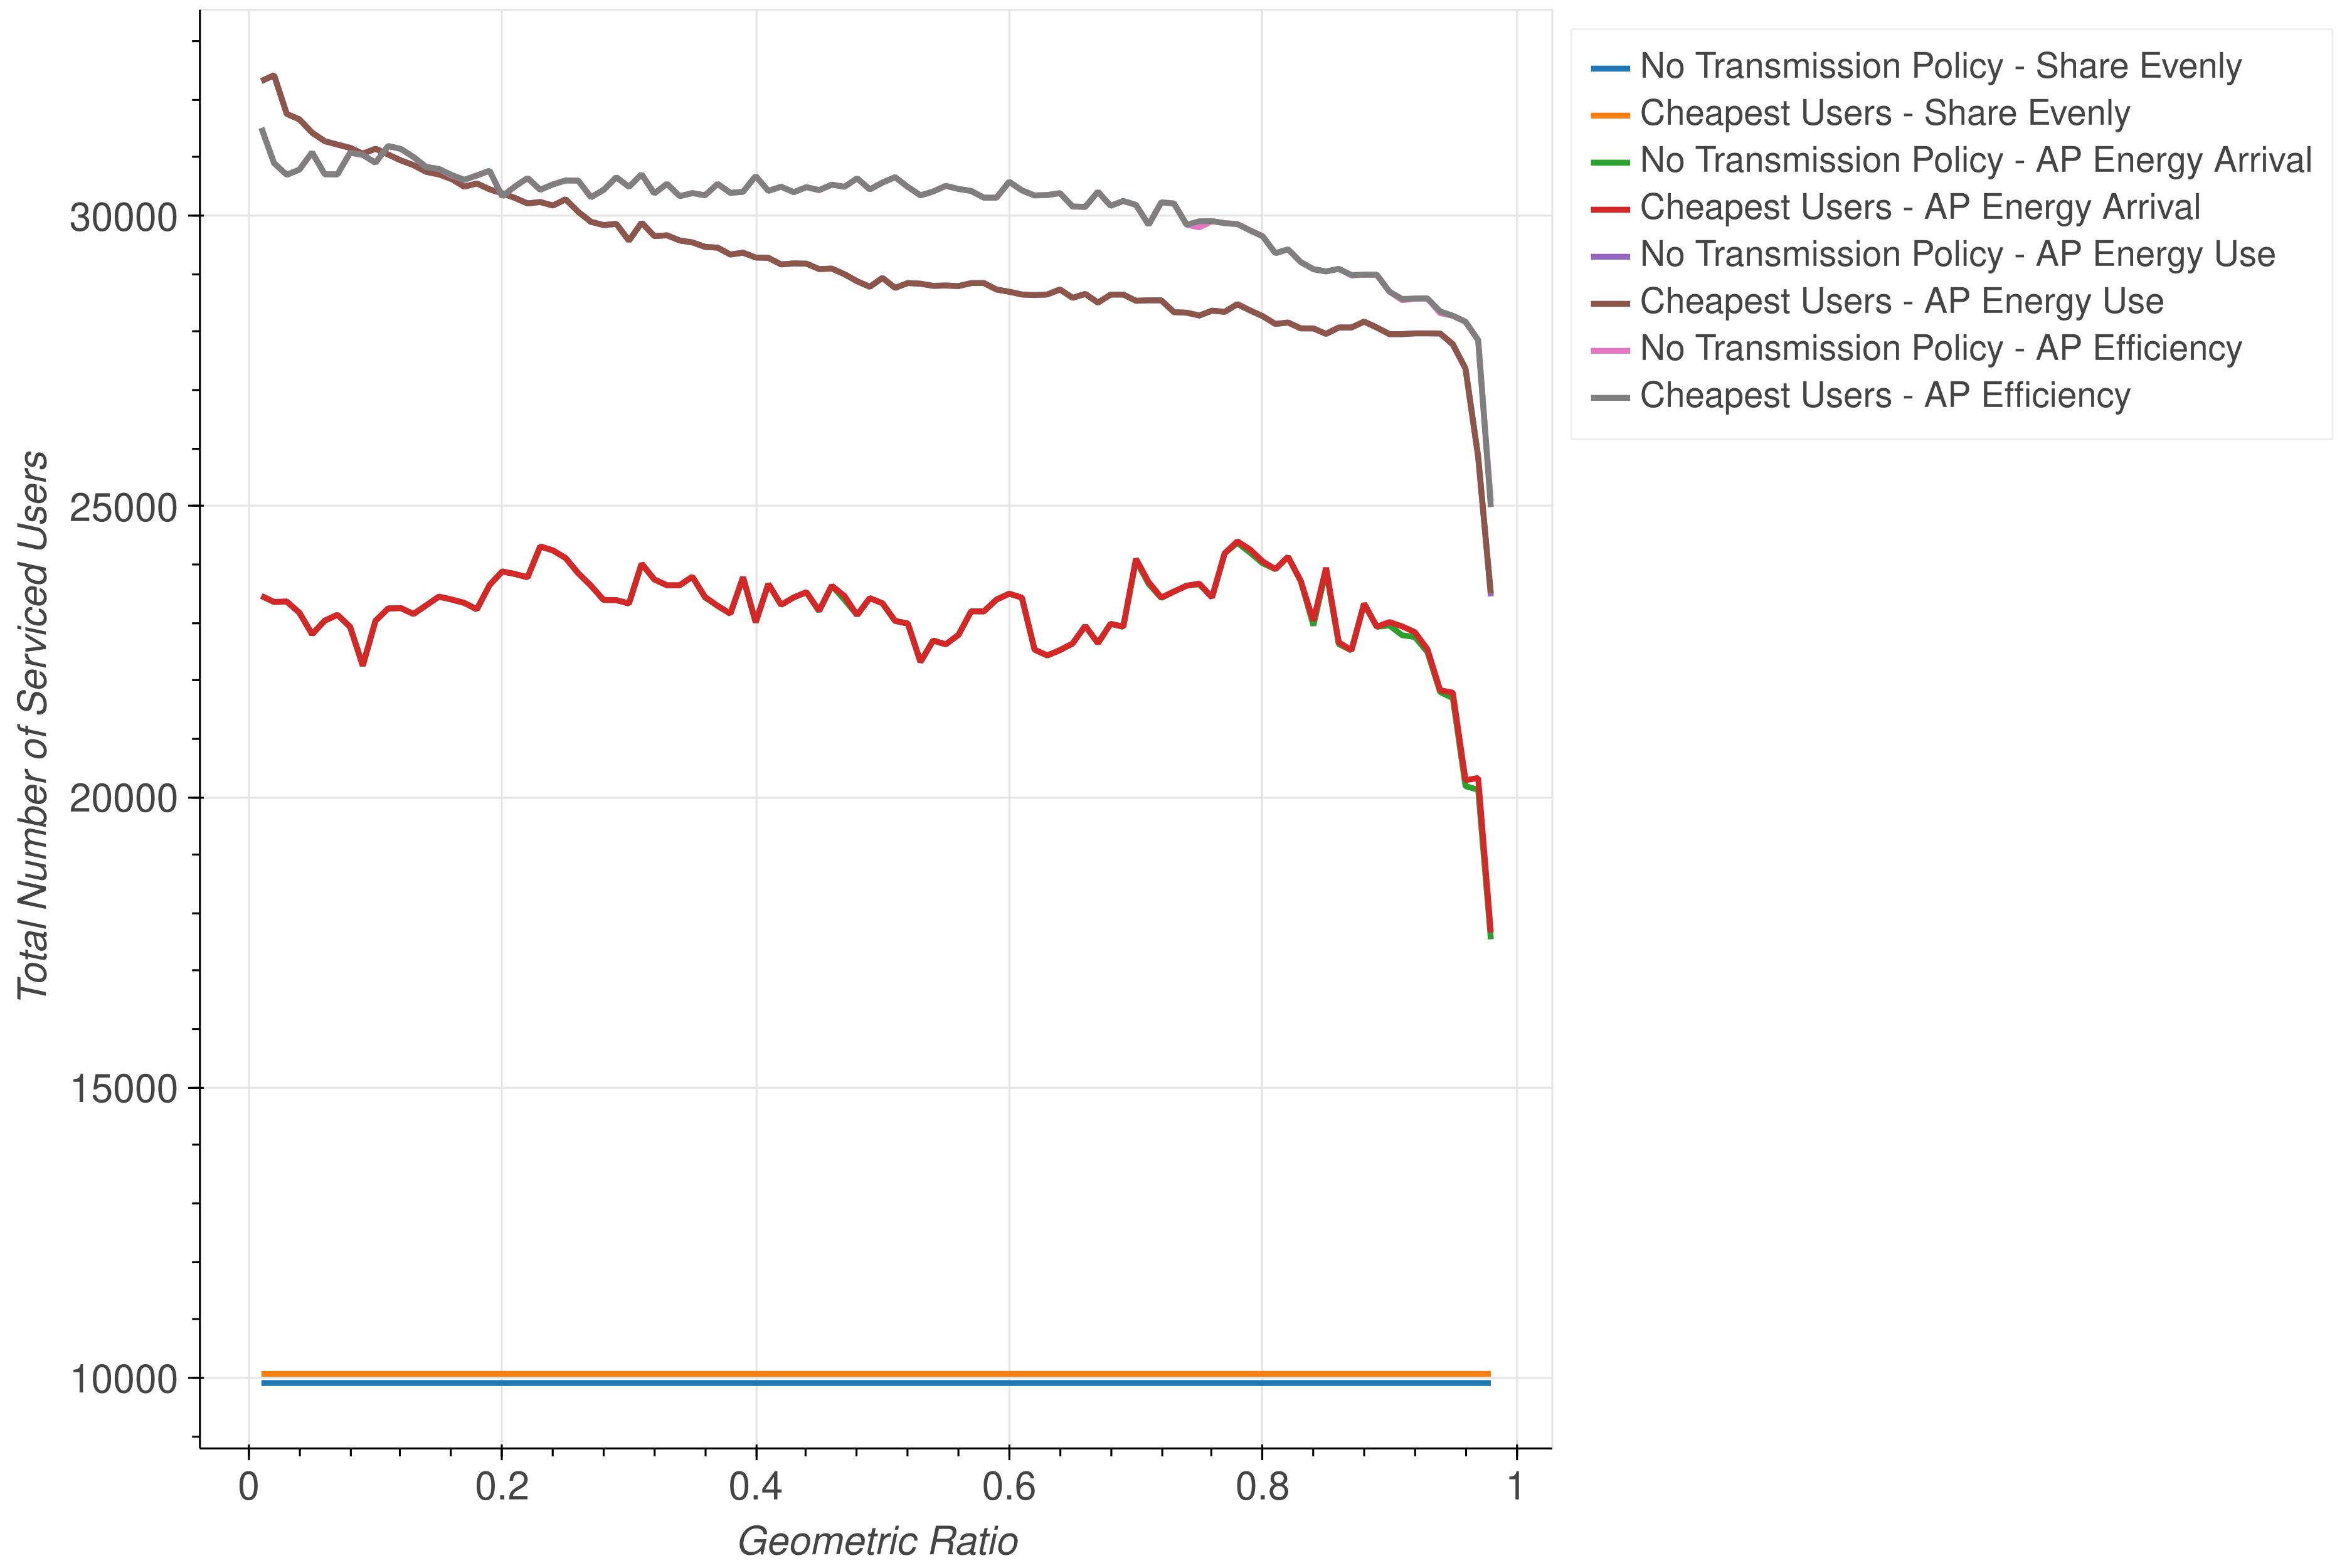 No Transmission Policy - Share Evenly
Cheapest Users - Share Evenly
No Transmission Policy - AP Energy Arrival
Cheapest Users - AP Energy Arrival
No Transmission Policy - AP Energy Use
Cheapest Users - AP Energy Use
No Transmission Policy - AP Efficiency
Cheapest Users - AP Efficiency
Total Number of Serviced Users
30000
25000
20000
15000
10000
0
0.2
0.4
0.6
0.8
1
Geometric Ratio